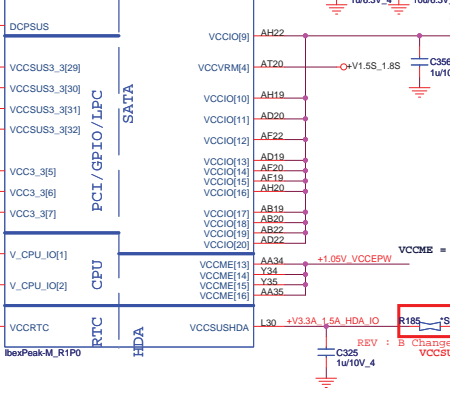 DCPSUS
VCCSUS3_3[29]
VCCSUS3_3[30]
VCCSUS3_3[31]
VCCSUS3_3[32]
VCC3_3[5]
VCC3_3[6]
VCC3_3[7]
V_CPU_IO[1]
V_CPU_IO[2]
VCCRTC
IbexPeak-M_R1P0
PCI/GPIO/LPC
SATA
CPU
RTC
HDA
VCCIO[9] AH22
VCCVRM[4] AT20 +V1.5S_1.8S
VCCIO[10] AH19
VCCIO[11] AD20
VCCIO[12] AF22
VCCIO[13] AD19
VCCIO[14] AF20
VCCIO[15] AF19
VCCIO[16] AH20
VCCIO[17] AB19
VCCIO[18] AB20
VCCIO[19] AB22
VCCIO[20] AD22
VCCME[13] AA34 +1.05V_VCCEPW
VCCME[14] Y34
VCCME[15] Y35
VCCME[16] AA35
VCCSUSHDA L30 +V3.3A_1.5A_HDA_IO
C356
1u/10
VCCME =
R185 *S
REV : B Change
VCCSU
C325
1u/10V_4